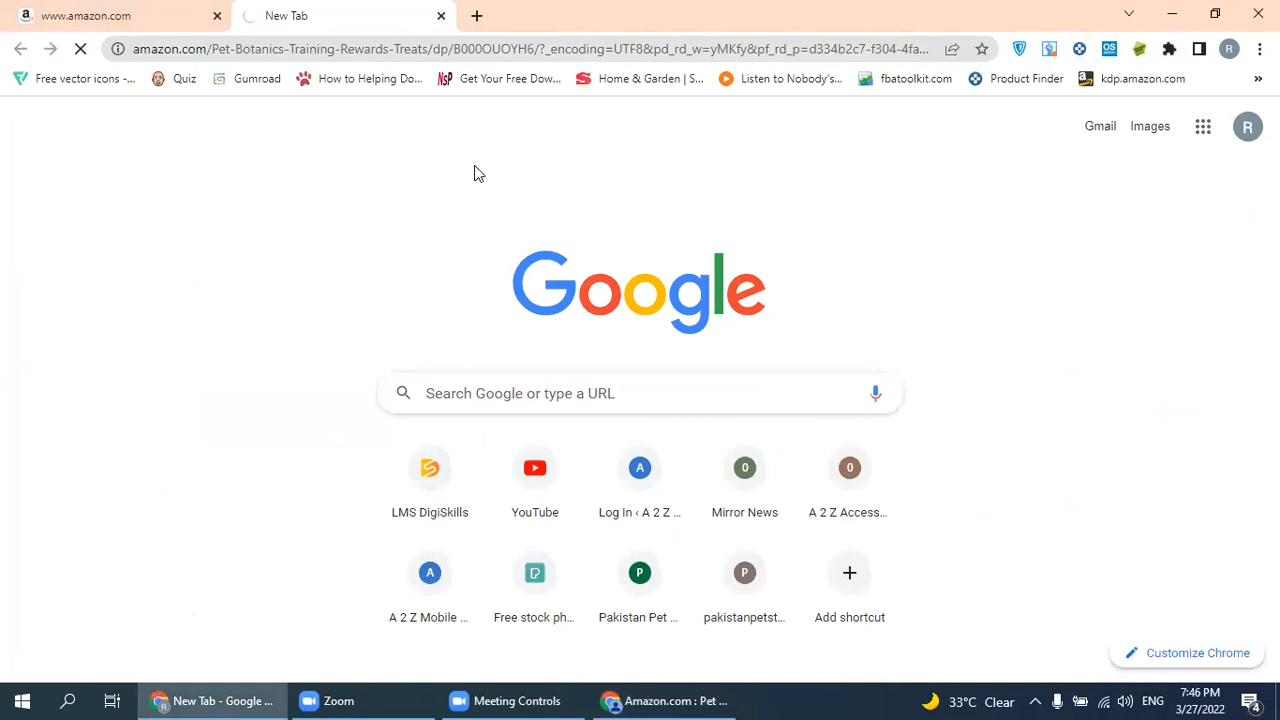 www.amazon.com
New Tab
amazon.com/Pet-Botanics-Training-Rewards-Treats/dp/B000OUOYH6/?_encoding=UTF8&pd_rd_w=yMKfy&pf_rd_p=d334b2c7-f304-4fa...
R
Free vector icons -...
Quiz
Gumroad
How to Helping Do...
NSP
Get Your Free Dow...
Home & Garden | S...
Listen to Nobody's...
fbatoolkit.com
Product Finder
kdp.amazon.com
»
Gmail
Images
R
Google
Search Google or type a URL
A
0
0
LMS DigiSkills
YouTube
Log In ‹ A 2 Z ...
Mirror News
A 2 Z Access...
A
P
P
A 2 Z Mobile ...
Free stock ph...
Pakistan Pet ...
pakistanpetst...
Add shortcut
Customize Chrome
New Tab - Google ...
Zoom
Meeting Controls
Amazon.com : Pet ...
33°C Clear
ENG
7:46 PM
3/27/2022
4